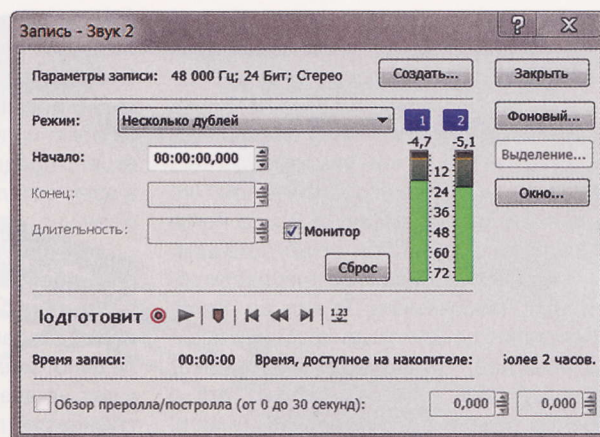 Запись - Звук 2 ? X
Параметры записи: 48 000 Гц; 24 Бит; Стерео Создать... Закрыть
Режим: Несколько дублей 1 2 Фоновый...
-4,7 -5,1
Начало: 00:00:00,000 12 Выделение...
Конец: 24 Окно...
36
Длительность: Монитор 48
60
Сброс 72
Іодготовит 1.23
Время записи: 00:00:00 Время, доступное на накопителе: Более 2 часов.
Обзор преролла/постролла (от 0 до 30 секунд): 0,000 0,000